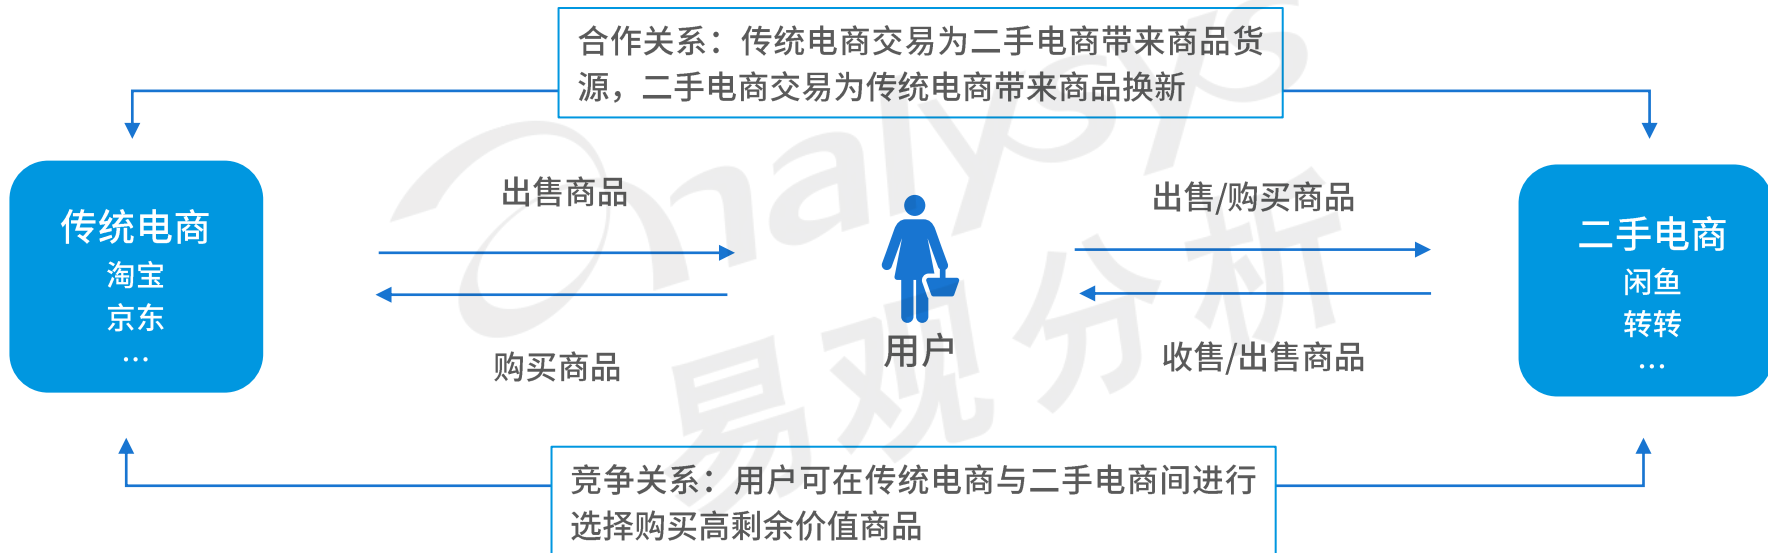 合作关系：传统电商交易为二手电商带来商品货
源，二手电商交易为传统电商带来商品换新
传统电商
淘宝
京东
...
出售商品
购买商品
用户
出售/购买商品
收售/出售商品
二手电商
闲鱼
转转
...
竞争关系：用户可在传统电商与二手电商间进行
选择购买高剩余价值商品
analysys
易观分析